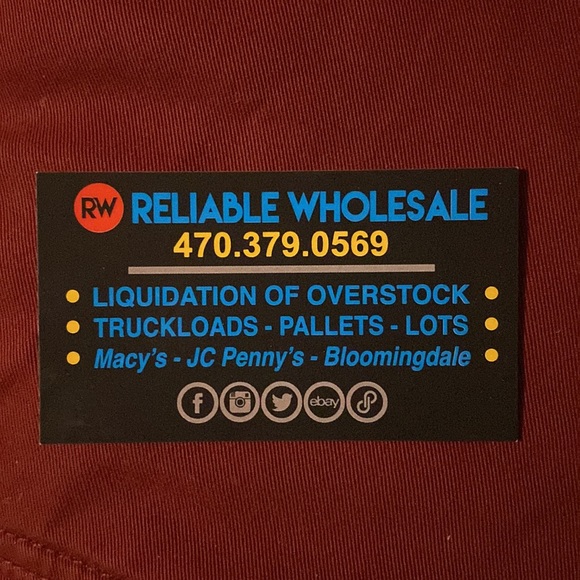 RW RELIABLE WHOLESALE
470.379.0569
• LIQUIDATION OF OVERSTOCK •
• TRUCKLOADS - PALLETS - LOTS •
• Macy's - JC Penny's - Bloomingdale •
ebay